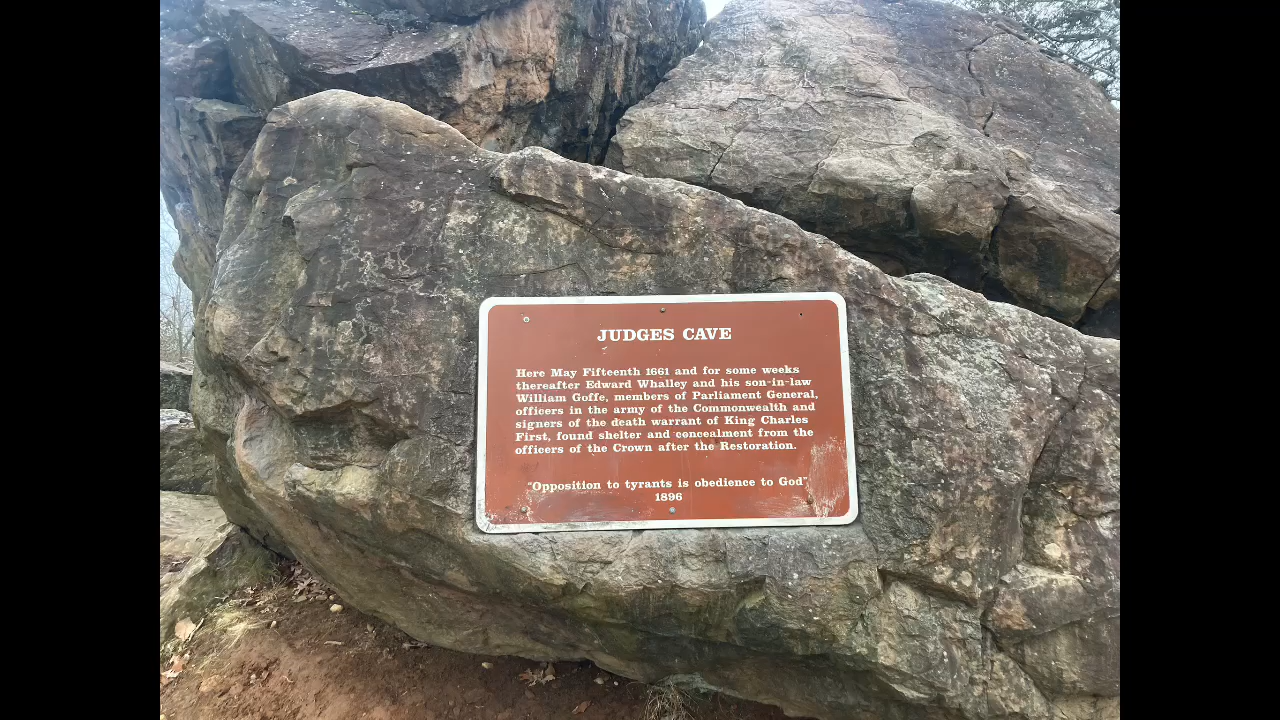 JUDGES CAVE
Here May Fifteenth 1661 and for some weeks
thereafter Edward Whalley and his son-in-law
William Goffe, members of Parliament General,
officers in the army of the Commonwealth and
signers of the death warrant of King Charles
First, found shelter and concealment from the
officers of the Crown after the Restoration.
"Opposition to tyrants is obedience to God"
1896